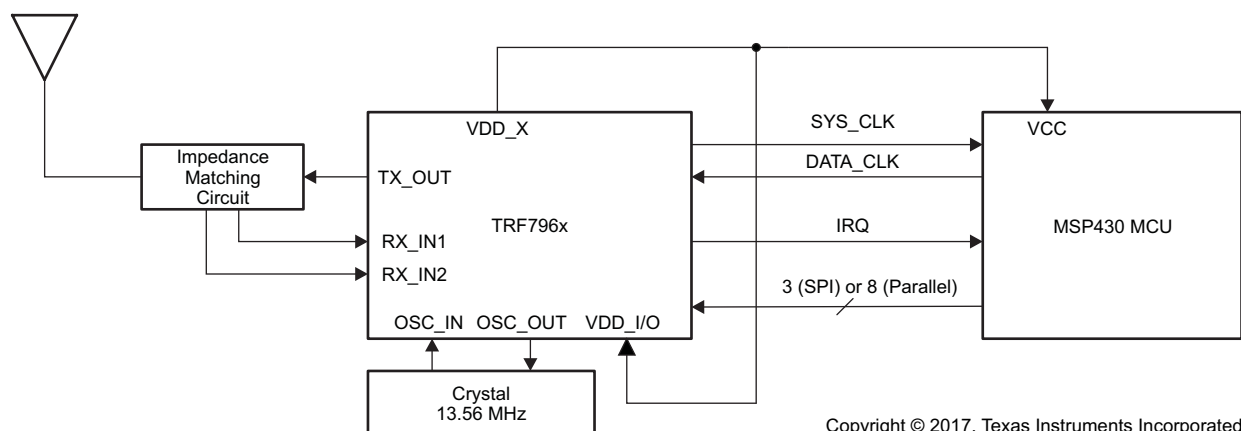 VDD_X
VCC
SYS_CLK
DATA_CLK
Impedance
Matching
Circuit
TX_OUT
TRF796x
IRQ
MSP430 MCU
RX_IN1
RX_IN2
3 (SPI) or 8 (Parallel)
OSC_IN
OSC_OUT
VDD_I/O
Crystal
13.56 MHz
Copyright © 2017, Texas Instruments Incorporated